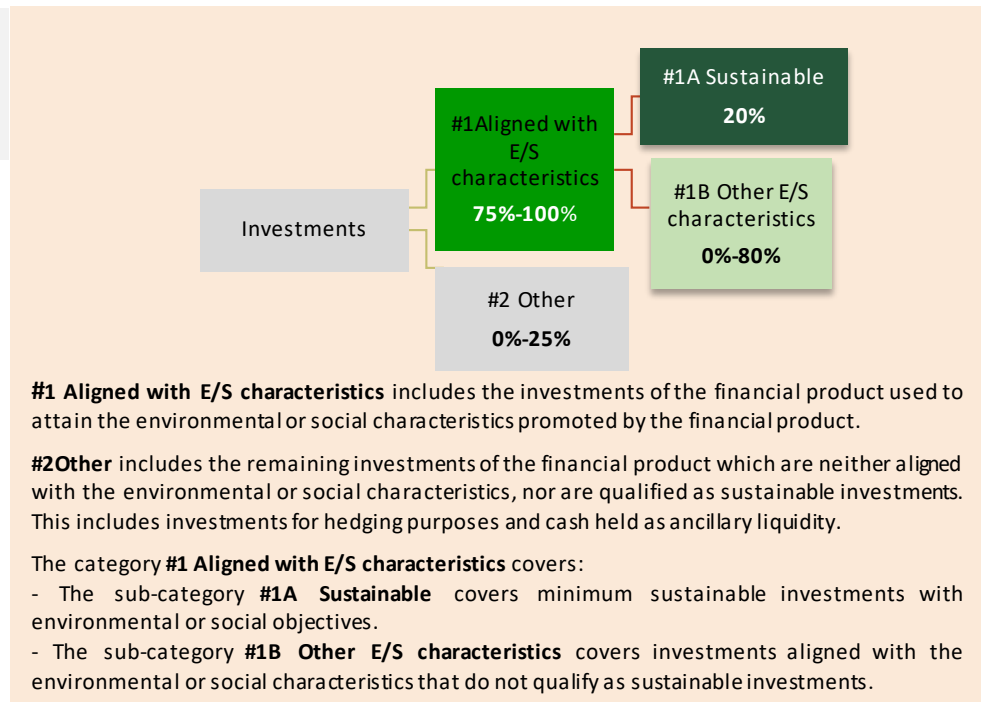 #1A Sustainable
20%
#1Aligned with
E/S
characteristics
75%-100%
#1B Other E/S
characteristics
0%-80%
Investments
#2 Other
0%-25%
#1 Aligned with E/S characteristics includes the investments of the financial product used to
attain the environmental or social characteristics promoted by the financial product.
#2Other includes the remaining investments of the financial product which are neither aligned
with the environmental or social characteristics, nor are qualified as sustainable investments.
This includes investments for hedging purposes and cash held as ancillary liquidity.
The category #1 Aligned with E/S characteristics covers:
- The sub-category #1A Sustainable covers minimum sustainable investments with
environmental or social objectives.
- The sub-category #1B Other E/S characteristics covers investments aligned with the
environmental or social characteristics that do not qualify as sustainable investments.